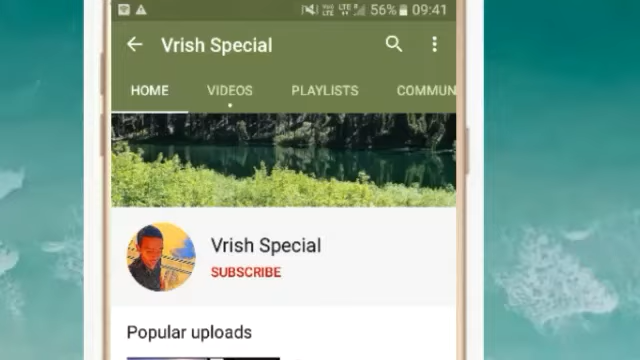 56% 09:41
Vrish Special
HOME VIDEOS PLAYLISTS COMMUN
Vrish Special
SUBSCRIBE
Popular uploads